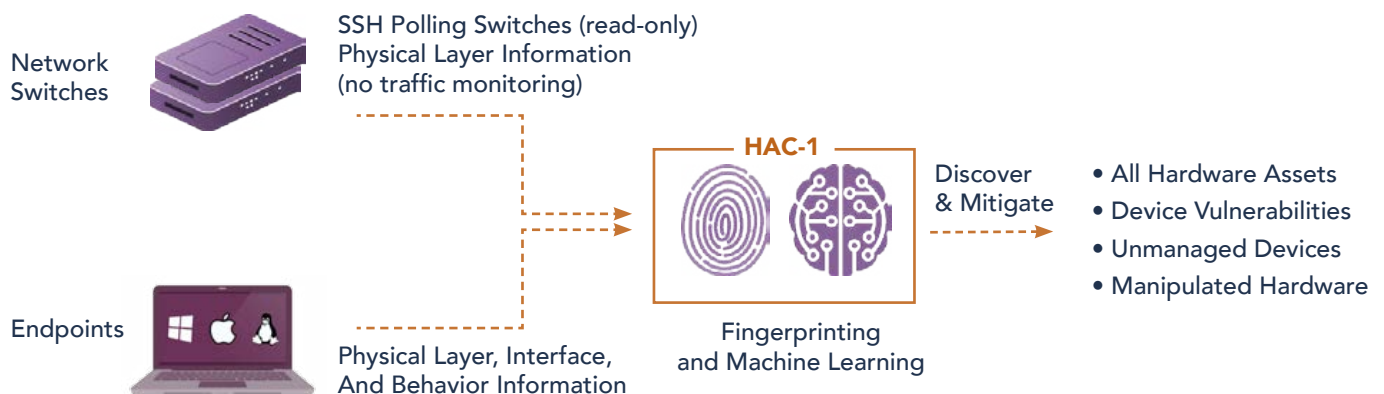 Network
Switches
SSH Polling Switches (read-only)
Physical Layer Information
(no traffic monitoring)
HAC-1
Discover
& Mitigate
• All Hardware Assets
• Device Vulnerabilities
• Unmanaged Devices
• Manipulated Hardware
Endpoints
Physical Layer, Interface,
And Behavior Information
Fingerprinting
and Machine Learning